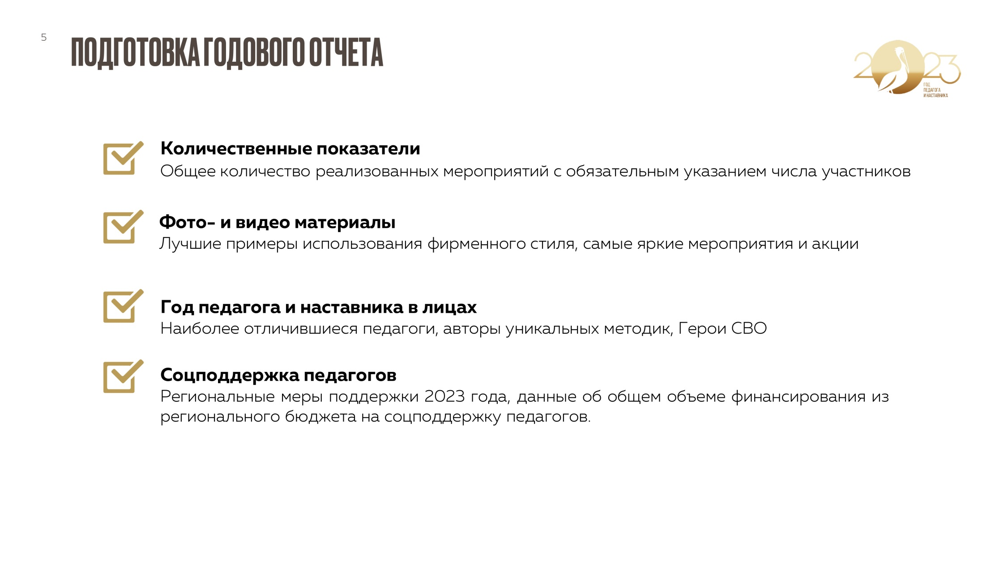 5
ПОДГОТОВКА ГОДОВОГО ОТЧЕТА
2023
ГОД
ПЕДАГОГА
И НАСТАВНИКА
Количественные показатели
Общее количество реализованных мероприятий с обязательным указанием числа участников
Фото- и видео материалы
Лучшие примеры использования фирменного стиля, самые яркие мероприятия и акции
Год педагога и наставника в лицах
Наиболее отличившиеся педагоги, авторы уникальных методик, Герои СВО
Соцподдержка педагогов
Региональные меры поддержки 2023 года, данные об общем объеме финансирования из
регионального бюджета на соцподдержку педагогов.